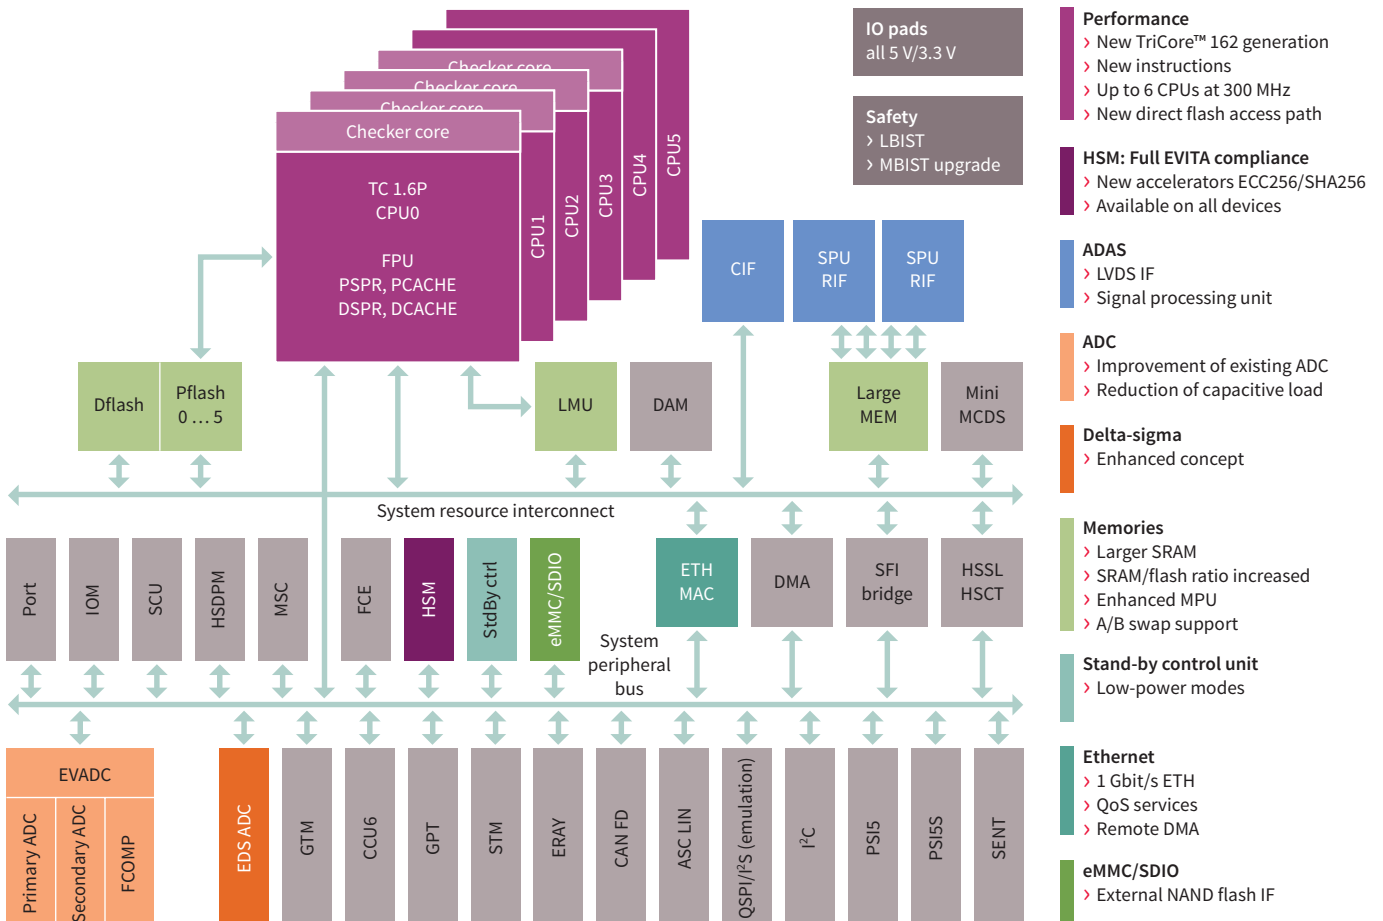 Checker core
Checker core
Checker core
Checker core
TC 1.6P
CPU0
FPU
PSPR, PCACHE
DSPR, DCACHE
CPU1
CPU2
CPU3
CPU4
CPU5
IO pads
all 5 V/3.3 V
Safety
› LBIST
› MBIST upgrade
CIF
SPU
RIF
SPU
RIF
Dflash
Pflash
0 … 5
LMU
DAM
Large
MEM
Mini
MCDS
System resource interconnect
Port
IOM
SCU
HSDPM
MSC
FCE
HSM
StdBy ctrl
eMMC/SDIO
System
peripheral
bus
ETH
MAC
DMA
SFI
bridge
HSSL
HSCT
EVADC
Primary ADC
Secondary ADC
FCOMP
EDS ADC
GTM
CCU6
GPT
STM
ERAY
CAN FD
ASC LIN
QSPI/I²S (emulation)
I²C
PSI5
PSI5S
SENT
Performance
› New TriCore™ 162 generation
› New instructions
› Up to 6 CPUs at 300 MHz
› New direct flash access path
HSM: Full EVITA compliance
› New accelerators ECC256/SHA256
› Available on all devices
ADAS
› LVDS IF
› Signal processing unit
ADC
› Improvement of existing ADC
› Reduction of capacitive load
Delta-sigma
› Enhanced concept
Memories
› Larger SRAM
› SRAM/flash ratio increased
› Enhanced MPU
› A/B swap support
Stand-by control unit
› Low-power modes
Ethernet
› 1 Gbit/s ETH
› QoS services
› Remote DMA
eMMC/SDIO
› External NAND flash IF